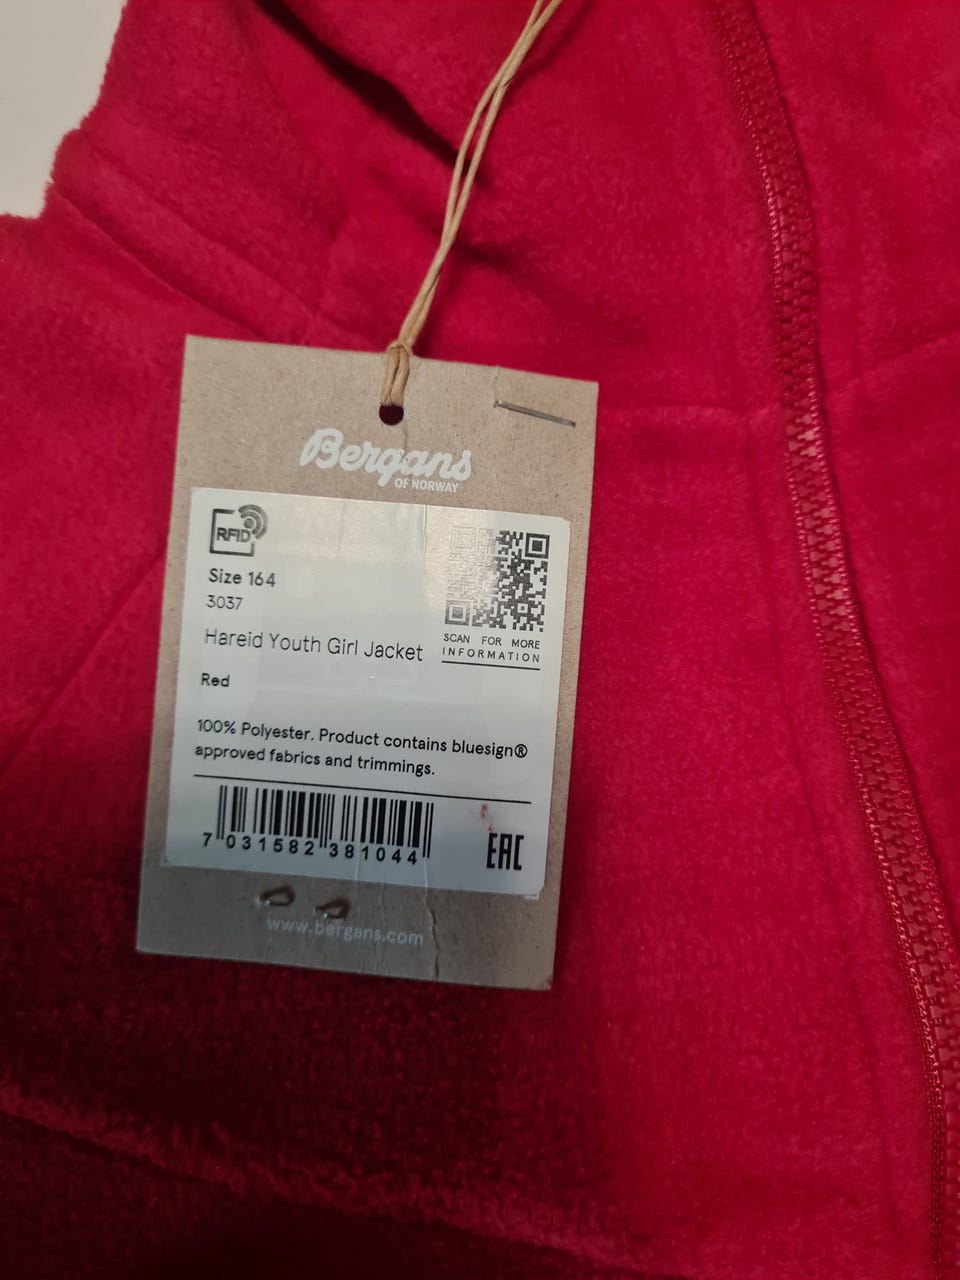 Bergans
OF NORWAY
RFID
Size 164
3037
Hareid Youth Girl Jacket
SCAN FOR MORE
INFORMATION
Red
100% Polyester. Product contains bluesign®
approved fabrics and trimmings.
7 031582 381044
EAC
www.bergans.com